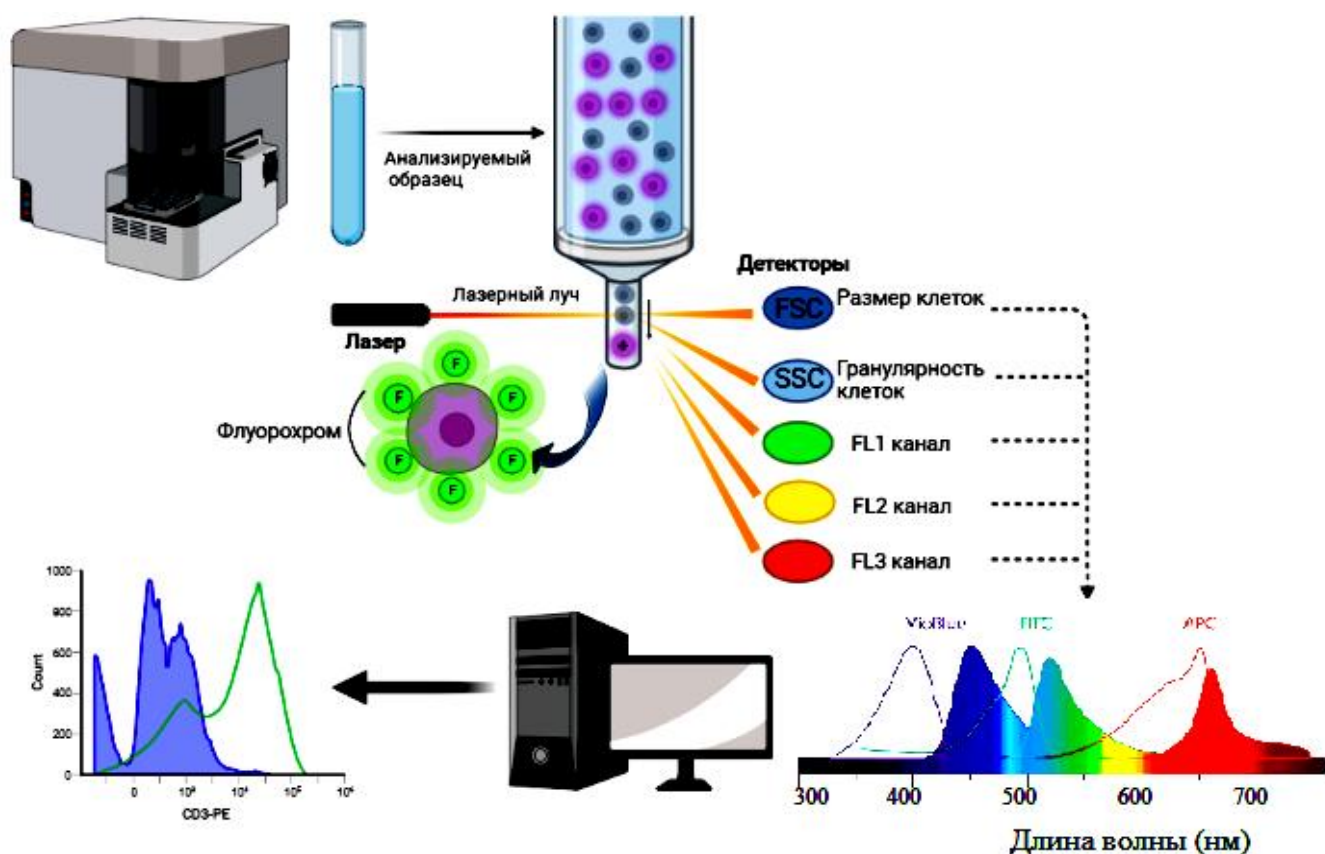 Анализируемый
образец
Детекторы
Лазерный луч
FSC
Размер клеток
Лазер
SSC
Гранулярность
клеток
F
F
F
F
F
F
Флуорохром
FL1 канал
FL2 канал
FL3 канал
1000
900
600
400
200
0
Count
0
10⁴
10⁵
CD3-PE
VioBlue
FITC
APC
300
400
500
600
700
Длина волны (нм)